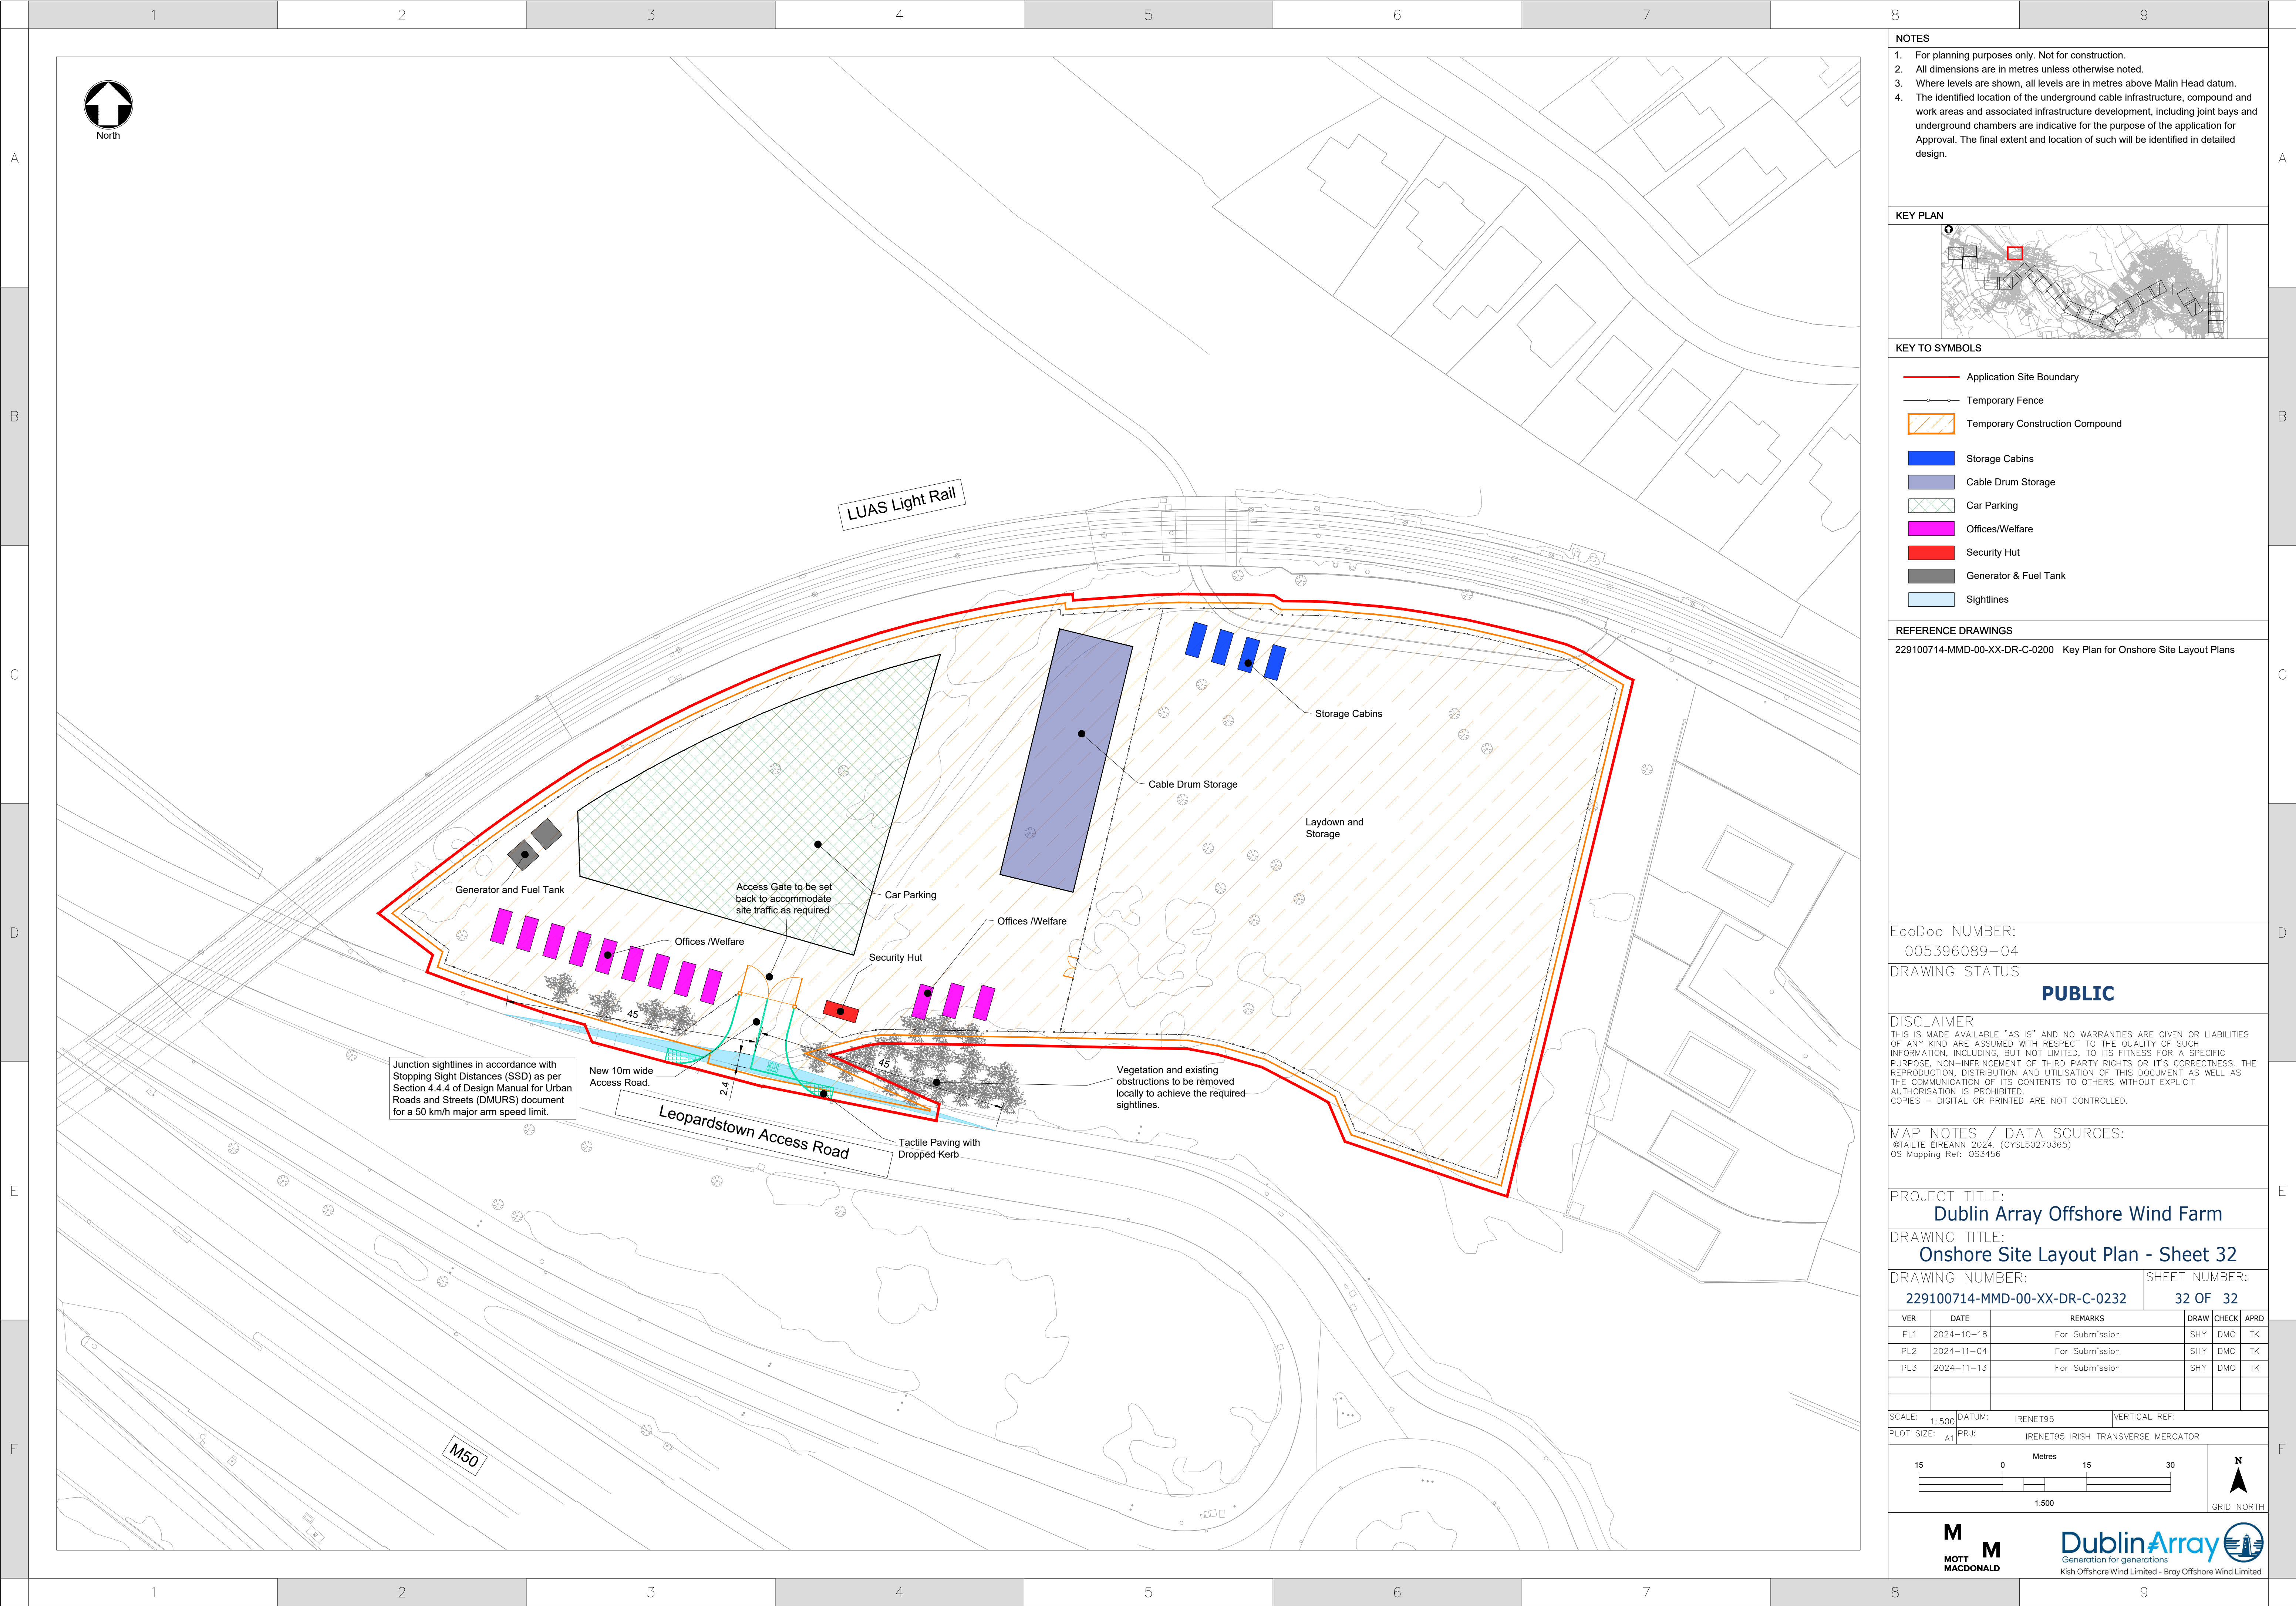 1 2 3 4 5 6 7 8 9
A
B
C
D
E
F
North
LUAS Light Rail
Storage Cabins
Cable Drum Storage
Laydown and
Storage
Generator and Fuel Tank
Access Gate to be set
back to accommodate
site traffic as required
Car Parking
Offices /Welfare
Offices /Welfare
Security Hut
45
45
2.4
Junction sightlines in accordance with
Stopping Sight Distances (SSD) as per
Section 4.4.4 of Design Manual for Urban
Roads and Streets (DMURS) document
for a 50 km/h major arm speed limit.
New 10m wide
Access Road.
Vegetation and existing
obstructions to be removed
locally to achieve the required
sightlines.
Leopardstown Access Road
Tactile Paving with
Dropped Kerb
M50
NOTES
1. For planning purposes only. Not for construction.
2. All dimensions are in metres unless otherwise noted.
3. Where levels are shown, all levels are in metres above Malin Head datum.
4. The identified location of the underground cable infrastructure, compound and
work areas and associated infrastructure development, including joint bays and
underground chambers are indicative for the purpose of the application for
Approval. The final extent and location of such will be identified in detailed
design.
KEY PLAN
KEY TO SYMBOLS
Application Site Boundary
Temporary Fence
Temporary Construction Compound
Storage Cabins
Cable Drum Storage
Car Parking
Offices/Welfare
Security Hut
Generator & Fuel Tank
Sightlines
REFERENCE DRAWINGS
229100714-MMD-00-XX-DR-C-0200 Key Plan for Onshore Site Layout Plans
EcoDoc NUMBER:
005396089-04
DRAWING STATUS
PUBLIC
DISCLAIMER
THIS IS MADE AVAILABLE "AS IS" AND NO WARRANTIES ARE GIVEN OR LIABILITIES
OF ANY KIND ARE ASSUMED WITH RESPECT TO THE QUALITY OF SUCH
INFORMATION, INCLUDING, BUT NOT LIMITED, TO ITS FITNESS FOR A SPECIFIC
PURPOSE, NON-INFRINGEMENT OF THIRD PARTY RIGHTS OR IT'S CORRECTNESS. THE
REPRODUCTION, DISTRIBUTION AND UTILISATION OF THIS DOCUMENT AS WELL AS
THE COMMUNICATION OF ITS CONTENTS TO OTHERS WITHOUT EXPLICIT
AUTHORISATION IS PROHIBITED.
COPIES - DIGITAL OR PRINTED ARE NOT CONTROLLED.
MAP NOTES / DATA SOURCES:
©TAILTE ÉIREANN 2024. (CYSL50270365)
OS Mapping Ref: OS3456
PROJECT TITLE:
Dublin Array Offshore Wind Farm
DRAWING TITLE:
Onshore Site Layout Plan - Sheet 32
DRAWING NUMBER: SHEET NUMBER:
229100714-MMD-00-XX-DR-C-0232 32 OF 32
VER DATE REMARKS DRAW CHECK APRD
PL1 2024-10-18 For Submission SHY DMC TK
PL2 2024-11-04 For Submission SHY DMC TK
PL3 2024-11-13 For Submission SHY DMC TK
SCALE: 1:500 DATUM: IRENET95 VERTICAL REF:
PLOT SIZE: A1 PRJ: IRENET95 IRISH TRANSVERSE MERCATOR
Metres
15 0 15 30
1:500
N
GRID NORTH
M
M
MOTT
MACDONALD
Dublin Array
Generation for generations
Kish Offshore Wind Limited - Bray Offshore Wind Limited
A
B
C
D
E
F
1 2 3 4 5 6 7 8 9